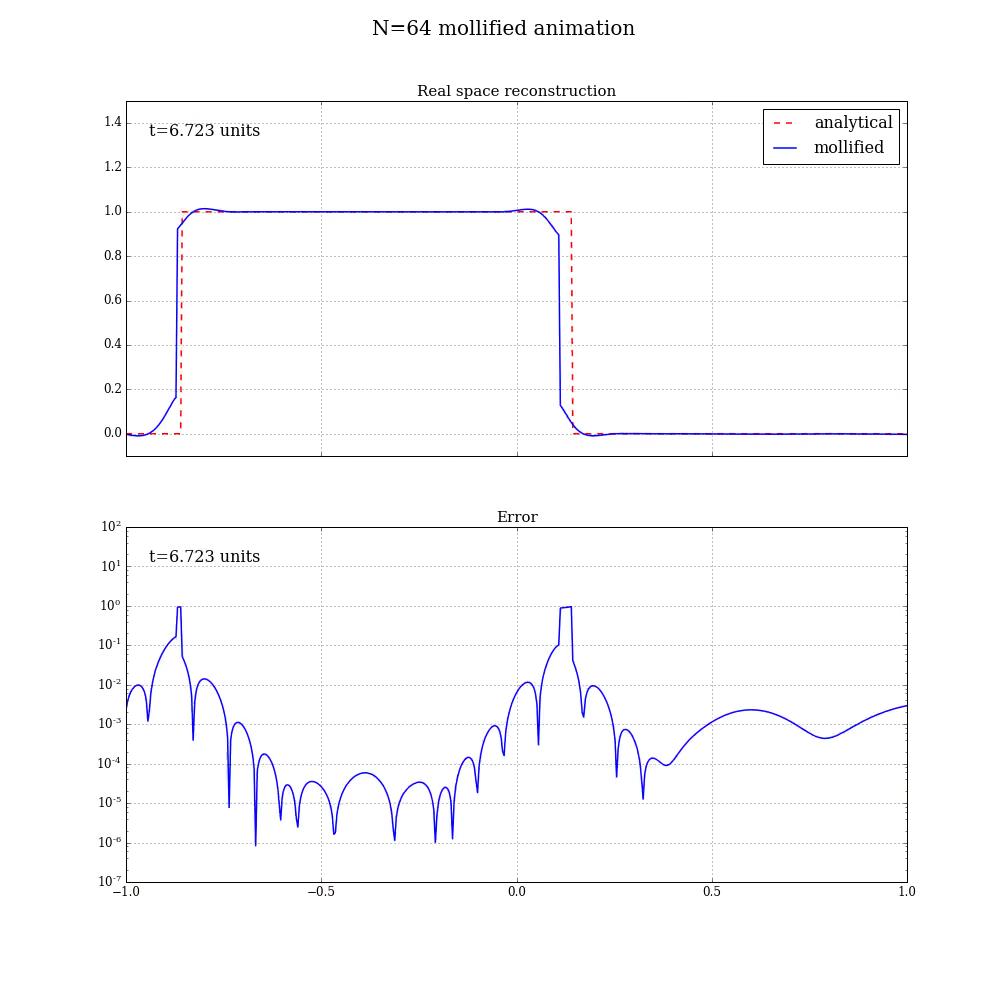 N=64 mollified animation
Real space reconstruction
t=6.723 units
analytical
mollified
1.4
1.2
1.0
0.8
0.6
0.4
0.2
0.0
Error
t=6.723 units
10²
10¹
10⁰
10⁻¹
10⁻²
10⁻³
10⁻⁴
10⁻⁵
10⁻⁶
10⁻⁷
−1.0 −0.5 0.0 0.5 1.0